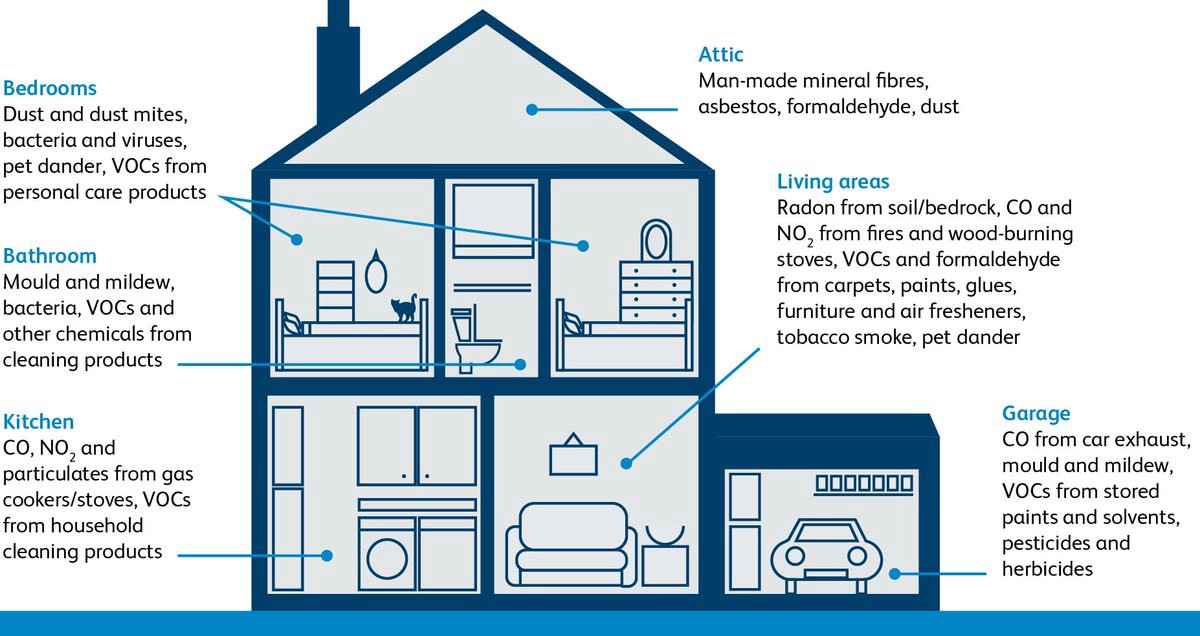 Bedrooms
Dust and dust mites,
bacteria and viruses,
pet dander, VOCs from
personal care products
Bathroom
Mould and mildew,
bacteria, VOCs and
other chemicals from
cleaning products
Kitchen
CO, NO₂ and
particulates from gas
cookers/stoves, VOCs
from household
cleaning products
Attic
Man-made mineral fibres,
asbestos, formaldehyde, dust
Living areas
Radon from soil/bedrock, CO and
NO₂ from fires and wood-burning
stoves, VOCs and formaldehyde
from carpets, paints, glues,
furniture and air fresheners,
tobacco smoke, pet dander
Garage
CO from car exhaust,
mould and mildew,
VOCs from stored
paints and solvents,
pesticides and
herbicides